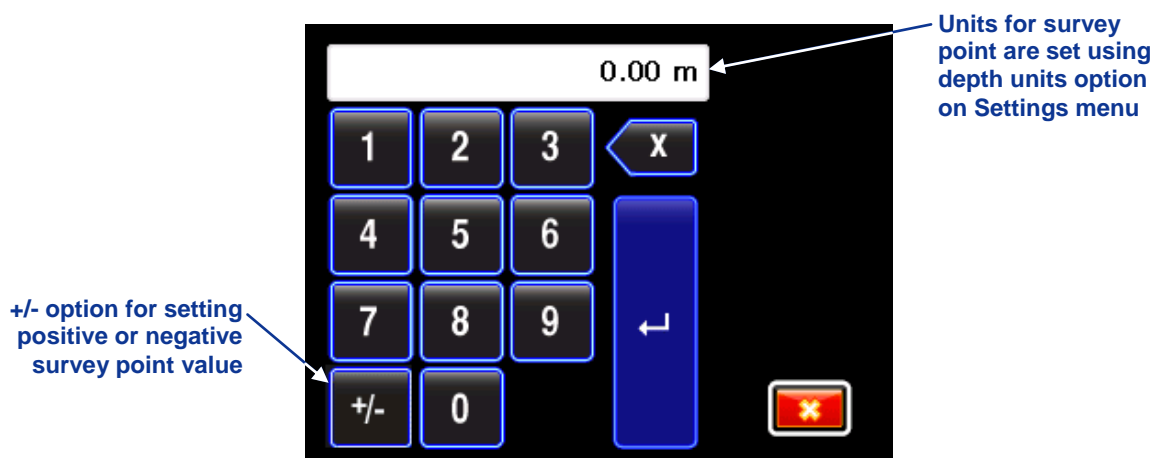 Units for survey
point are set using
depth units option
on Settings menu
0.00 m
1 2 3 X
4 5 6
7 8 9
+/- 0
+/- option for setting
positive or negative
survey point value